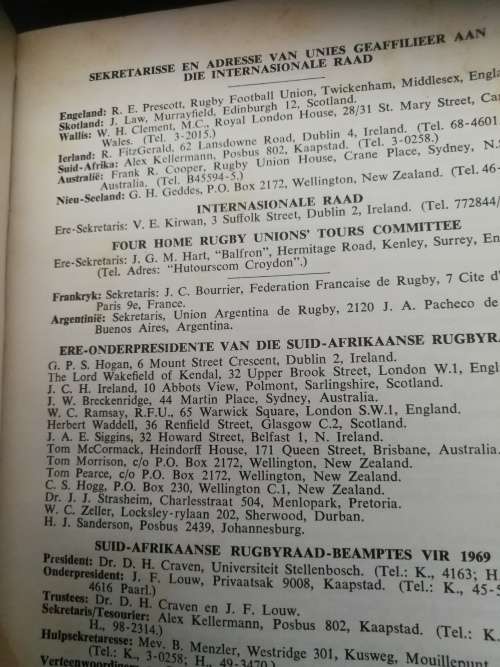 SEKRETARISSE EN ADRESSE VAN UNIES GEAFFILIEER AAN
DIE INTERNASIONALE RAAD
Engeland: R. E. Prescott, Rugby Football Union, Twickenham, Middlesex,
Skotland: J. Law, Murrayfield, Edinburgh 12, Scotland.
Wallis: W. H. Clement, M.C., Royal London House, 28/31 St. Mary Street,
Wales. (Tel. 3-2015.)
Ierland: R. FitzGerald, 62 Lansdowne Road, Dublin 4, Ireland. (Tel. 68-4601
Suid-Afrika: Alex Kellermann, Posbus 802, Kaapstad. (Tel. 3-0258.)
Australië: Frank R. Cooper, Rugby Union House, Crane Place, Sydney,
Australia. (Tel. B45594-5.)
Nieu-Seeland: G. H. Geddes, P.O. Box 2172, Wellington, New Zealand. (Tel. 46-
INTERNASIONALE RAAD
Ere-Sekretaris: V. E. Kirwan, 3 Suffolk Street, Dublin 2, Ireland. (Tel. 772844/
FOUR HOME RUGBY UNIONS' TOURS COMMITTEE
Ere-Sekretaris: J. G. M. Hart, "Balfron", Hermitage Road, Kenley, Surrey, En
(Tel. Adres: "Hutourscom Croydon".)
Frankryk: Sekretaris: J. C. Bourrier, Federation Francaise de Rugby, 7 Cite d'
Paris 9e, France.
Argentinië: Sekretaris, Union Argentina de Rugby, 2120 J. A. Pacheco de
Buenos Aires, Argentina.
ERE-ONDERPRESIDENTE VAN DIE SUID-AFRIKAANSE RUGBYRA
G. P. S. Hogan, 6 Mount Street Crescent, Dublin 2, Ireland.
The Lord Wakefield of Kendal, 32 Upper Brook Street, London W.1, Engl
J. C. H. Ireland, 10 Abbots View, Polmont, Sarlingshire, Scotland.
J. W. Breckenridge, 44 Martin Place, Sydney, Australia.
W. C. Ramsay, R.F.U., 65 Warwick Square, London S.W.1, England.
Herbert Waddell, 36 Renfield Street, Glasgow C.2, Scotland.
J. A. E. Siggins, 32 Howard Street, Belfast 1, N. Ireland.
Tom McCormack, Heindorff House, 171 Queen Street, Brisbane, Australia.
Tom Morrison, c/o P.O. Box 2172, Wellington, New Zealand.
Tom Pearce, c/o P.O. Box 2172, Wellington, New Zealand.
C. S. Hogg, P.O. Box 230, Wellington C.1, New Zealand.
Dr. J. J. Strasheim, Charlesstraat 504, Menlopark, Pretoria.
W. C. Zeller, Locksley-rylaan 202, Sherwood, Durban.
H. J. Sanderson, Posbus 2439, Johannesburg.
SUID-AFRIKAANSE RUGBYRAAD-BEAMPTES VIR 1969
President: Dr. D. H. Craven, Universiteit Stellenbosch. (Tel.: K., 4163; H
Onderpresident: J. F. Louw, Privaatsak 9008, Kaapstad. (Tel.: K., 45-5
4616 Paarl.)
Trustees: Dr. D. H. Craven en J. F. Louw.
Sekretaris/Tesourier: Alex Kellermann, Posbus 802, Kaapstad. (Tel.: K.
H., 98-2314.)
Hulpsekretaresse: Mev. B. Menzler, Westridge 301, Kusweg, Mouillepun
(Tel.: K., 3-0258; H., 49-3470.)